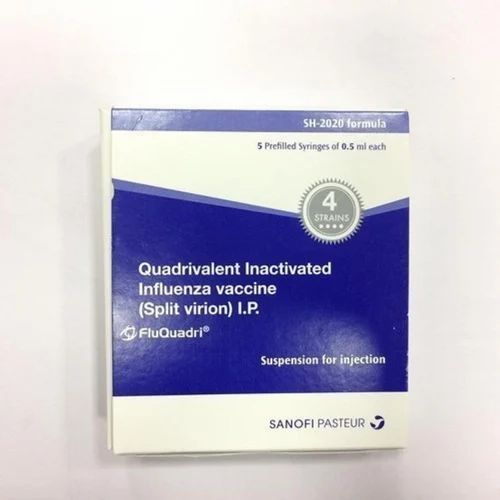 SH-2020 formula
5 Prefilled Syringes of 0.5 ml each
4
STRAINS
Quadrivalent Inactivated
Influenza vaccine
(Split virion) I.P.
FluQuadri®
Suspension for injection
SANOFI PASTEUR